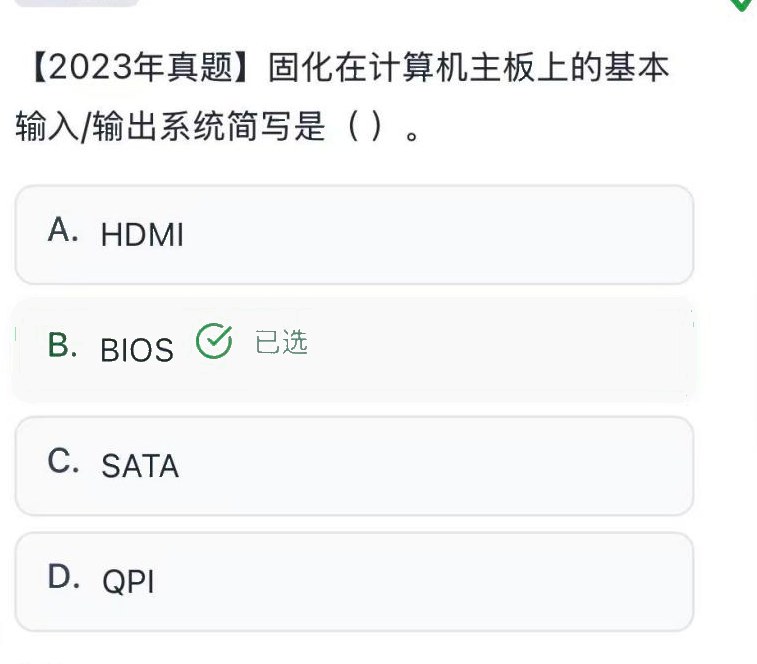 【2023年真题】固化在计算机主板上的基本
输入/输出系统简写是（ ）。
A. HDMI
B. BIOS 已选
C. SATA
D. QPI